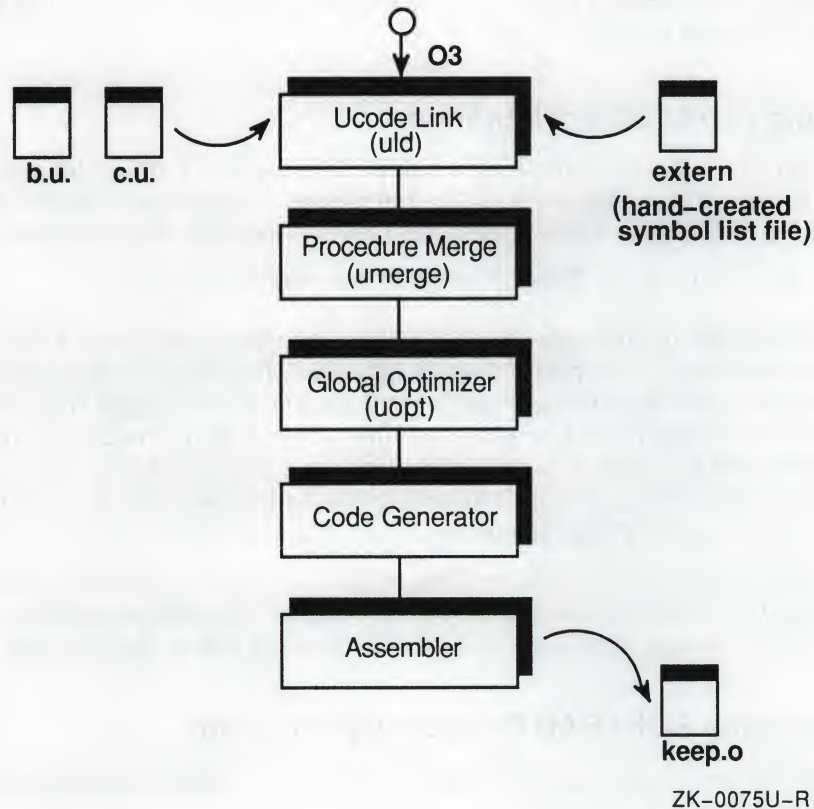 O3
Ucode Link
(uld)
b.u.
c.u.
extern
(hand–created
symbol list file)
Procedure Merge
(umerge)
Global Optimizer
(uopt)
Code Generator
Assembler
keep.o
ZK–0075U–R